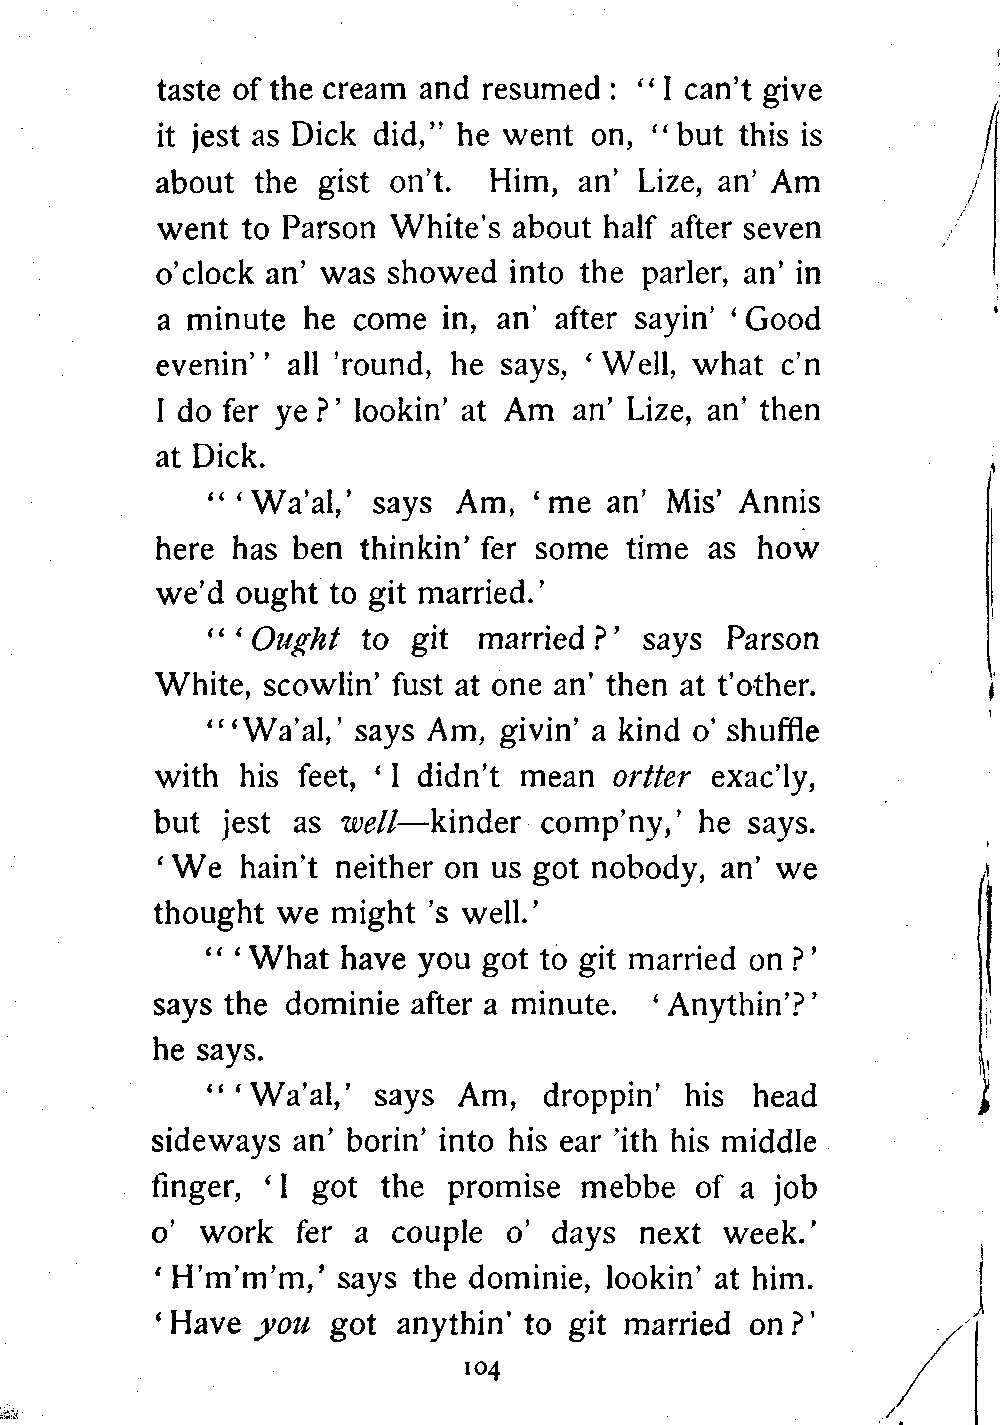 taste of the cream and resumed: "I can't give
it jest as Dick did," he went on, "but this is
about the gist on't. Him, an' Lize, an' Am
went to Parson White's about half after seven
o'clock an' was showed into the parler, an' in
a minute he come in, an' after sayin' 'Good
evenin'' all 'round, he says, 'Well, what c'n
I do fer ye?' lookin' at Am an' Lize, an' then
at Dick.
"'Wa'al,' says Am, 'me an' Mis' Annis
here has ben thinkin' fer some time as how
we'd ought to git married.'
"'Ought to git married?' says Parson
White, scowlin' fust at one an' then at t'other.
"'Wa'al,' says Am, givin' a kind o' shuffle
with his feet, 'I didn't mean ortter exac'ly,
but jest as well—kinder comp'ny,' he says.
'We hain't neither on us got nobody, an' we
thought we might 's well.'
"'What have you got to git married on?'
says the dominie after a minute. 'Anythin'?'
he says.
"'Wa'al,' says Am, droppin' his head
sideways an' borin' into his ear 'ith his middle
finger, 'I got the promise mebbe of a job
o' work fer a couple o' days next week.'
'H'm'm'm,' says the dominie, lookin' at him.
'Have you got anythin' to git married on?'
104